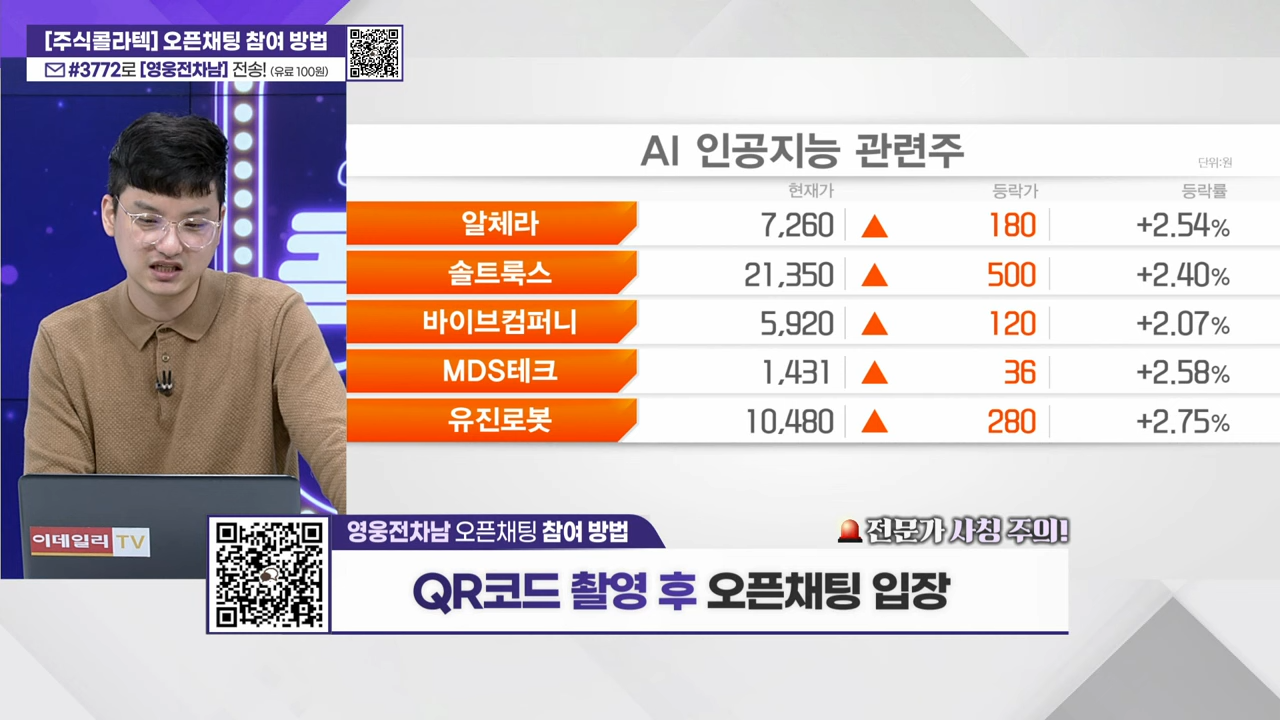 [주식콜라텍] 오픈채팅 참여 방법
#3772로 [영웅전차남] 전송! (유료 100원)
AI 인공지능 관련주
단위:원
현재가 등락가 등락률
알체라 7,260 ▲ 180 +2.54%
솔트룩스 21,350 ▲ 500 +2.40%
바이브컴퍼니 5,920 ▲ 120 +2.07%
MDS테크 1,431 ▲ 36 +2.58%
유진로봇 10,480 ▲ 280 +2.75%
이데일리TV
영웅전차남 오픈채팅 참여 방법
전문가 사칭 주의!
QR코드 촬영 후 오픈채팅 입장